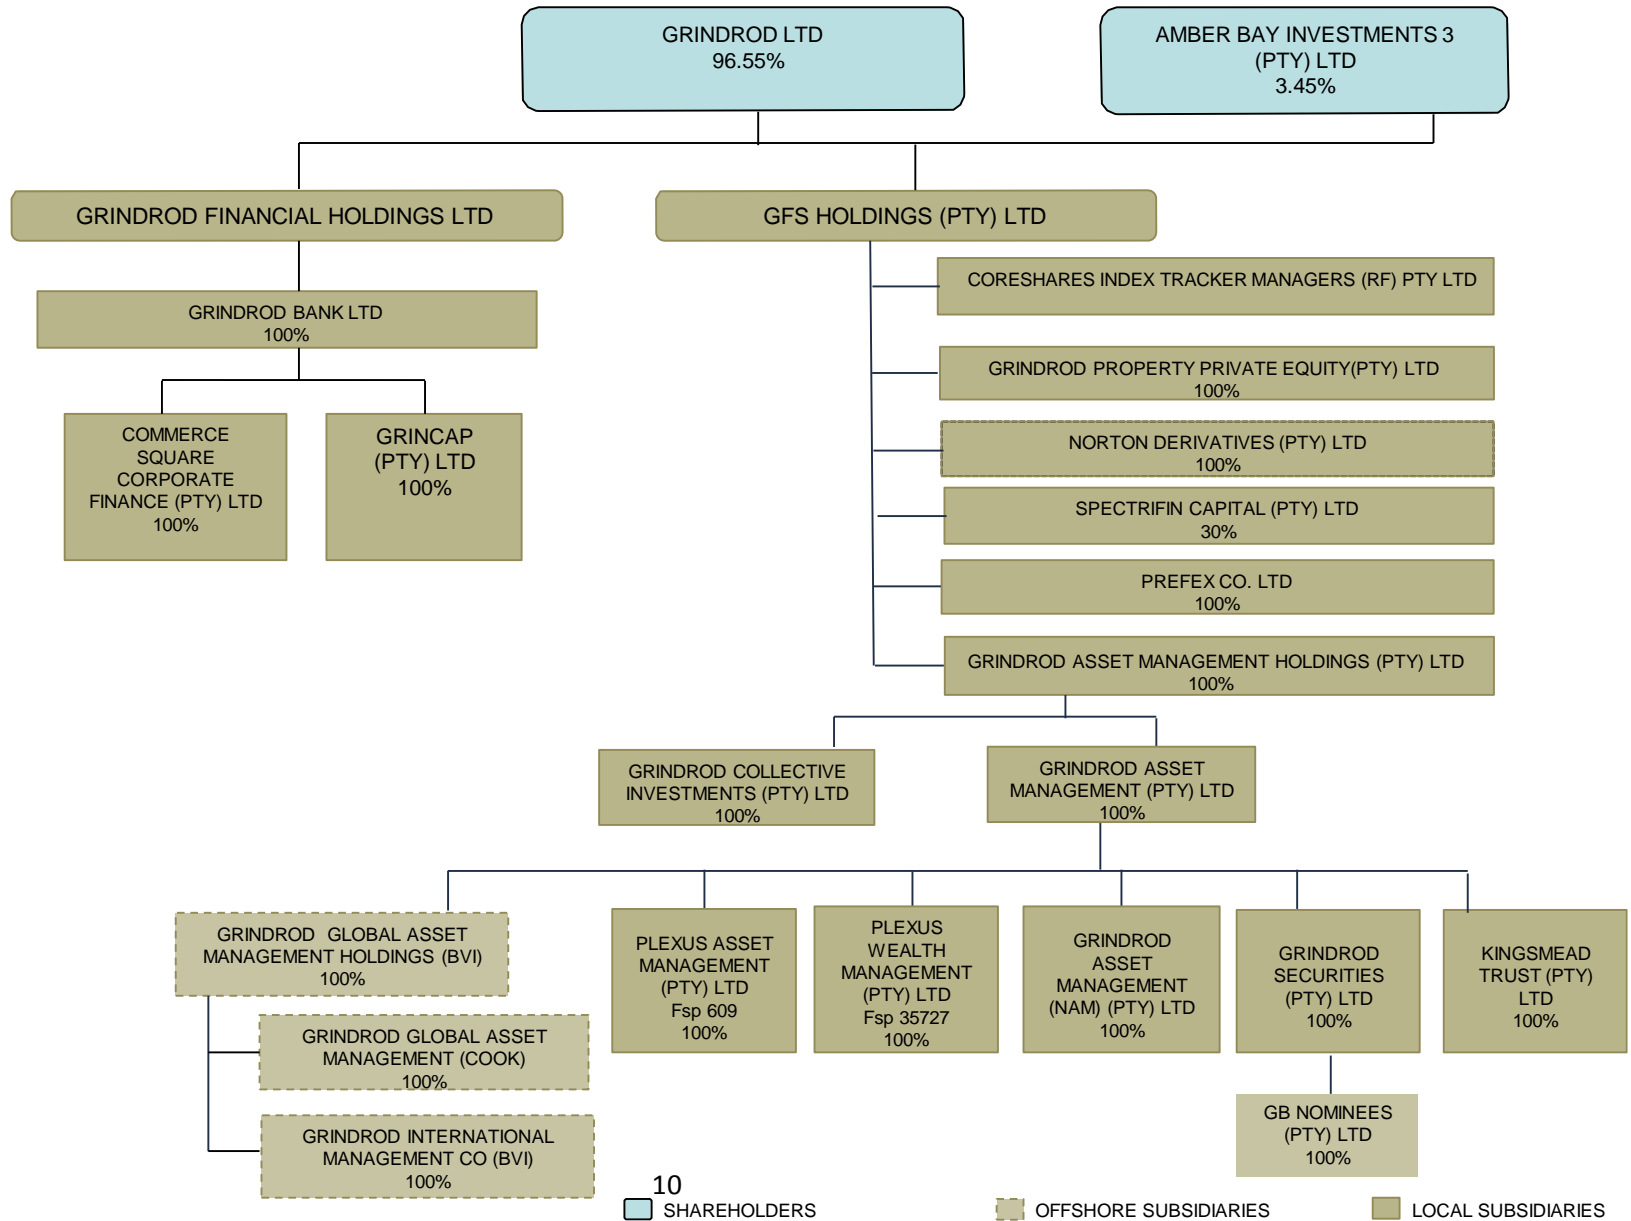 GRINDROD LTD
96.55%
AMBER BAY INVESTMENTS 3
(PTY) LTD
3.45%
GRINDROD FINANCIAL HOLDINGS LTD
GFS HOLDINGS (PTY) LTD
CORESHARES INDEX TRACKER MANAGERS (RF) PTY LTD
GRINDROD BANK LTD
100%
GRINDROD PROPERTY PRIVATE EQUITY(PTY) LTD
100%
COMMERCE
SQUARE
CORPORATE
FINANCE (PTY) LTD
100%
GRINCAP
(PTY) LTD
100%
NORTON DERIVATIVES (PTY) LTD
100%
SPECTRIFIN CAPITAL (PTY) LTD
30%
PREFEX CO. LTD
100%
GRINDROD ASSET MANAGEMENT HOLDINGS (PTY) LTD
100%
GRINDROD COLLECTIVE
INVESTMENTS (PTY) LTD
100%
GRINDROD ASSET
MANAGEMENT (PTY) LTD
100%
GRINDROD GLOBAL ASSET
MANAGEMENT HOLDINGS (BVI)
100%
PLEXUS ASSET
MANAGEMENT
(PTY) LTD
Fsp 609
100%
PLEXUS
WEALTH
MANAGEMENT
(PTY) LTD
Fsp 35727
100%
GRINDROD
ASSET
MANAGEMENT
(NAM) (PTY) LTD
100%
GRINDROD
SECURITIES
(PTY) LTD
100%
KINGSMEAD
TRUST (PTY)
LTD
100%
GRINDROD GLOBAL ASSET
MANAGEMENT (COOK)
100%
GRINDROD INTERNATIONAL
MANAGEMENT CO (BVI)
100%
GB NOMINEES
(PTY) LTD
100%
10
SHAREHOLDERS
OFFSHORE SUBSIDIARIES
LOCAL SUBSIDIARIES